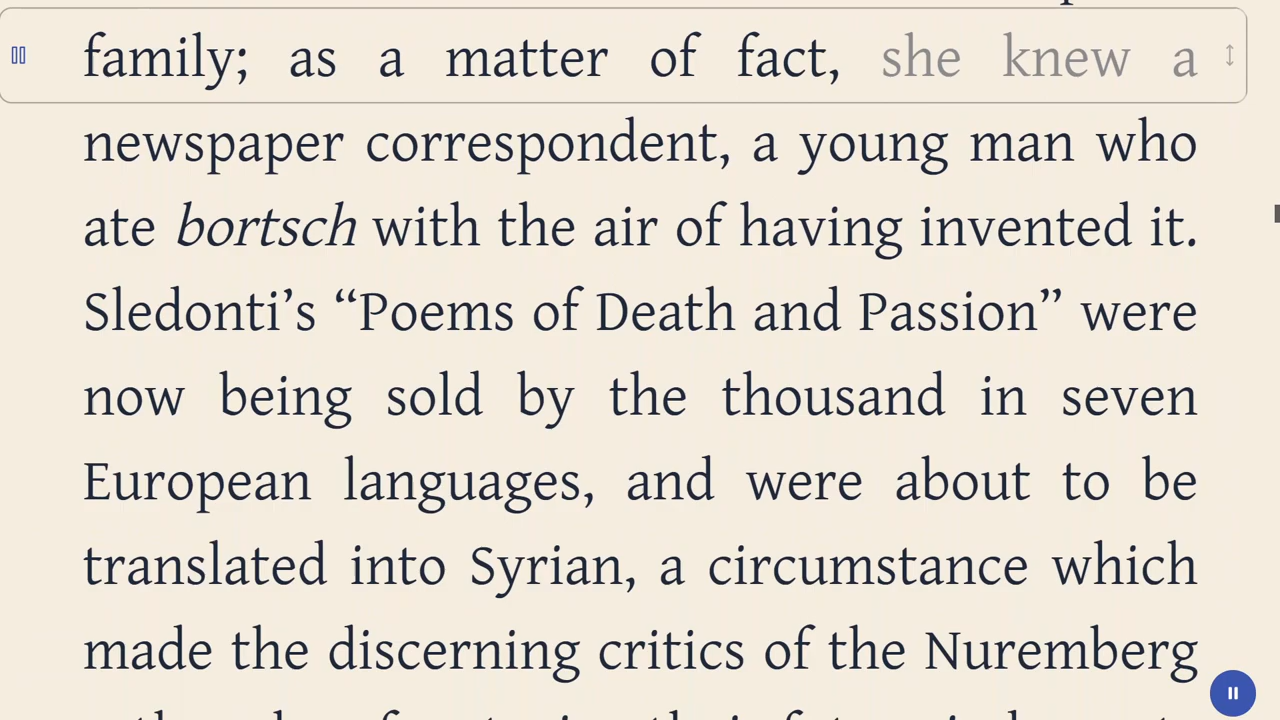 family; as a matter of fact, she knew a
newspaper correspondent, a young man who
ate bortsch with the air of having invented it.
Sledonti’s “Poems of Death and Passion” were
now being sold by the thousand in seven
European languages, and were about to be
translated into Syrian, a circumstance which
made the discerning critics of the Nuremberg